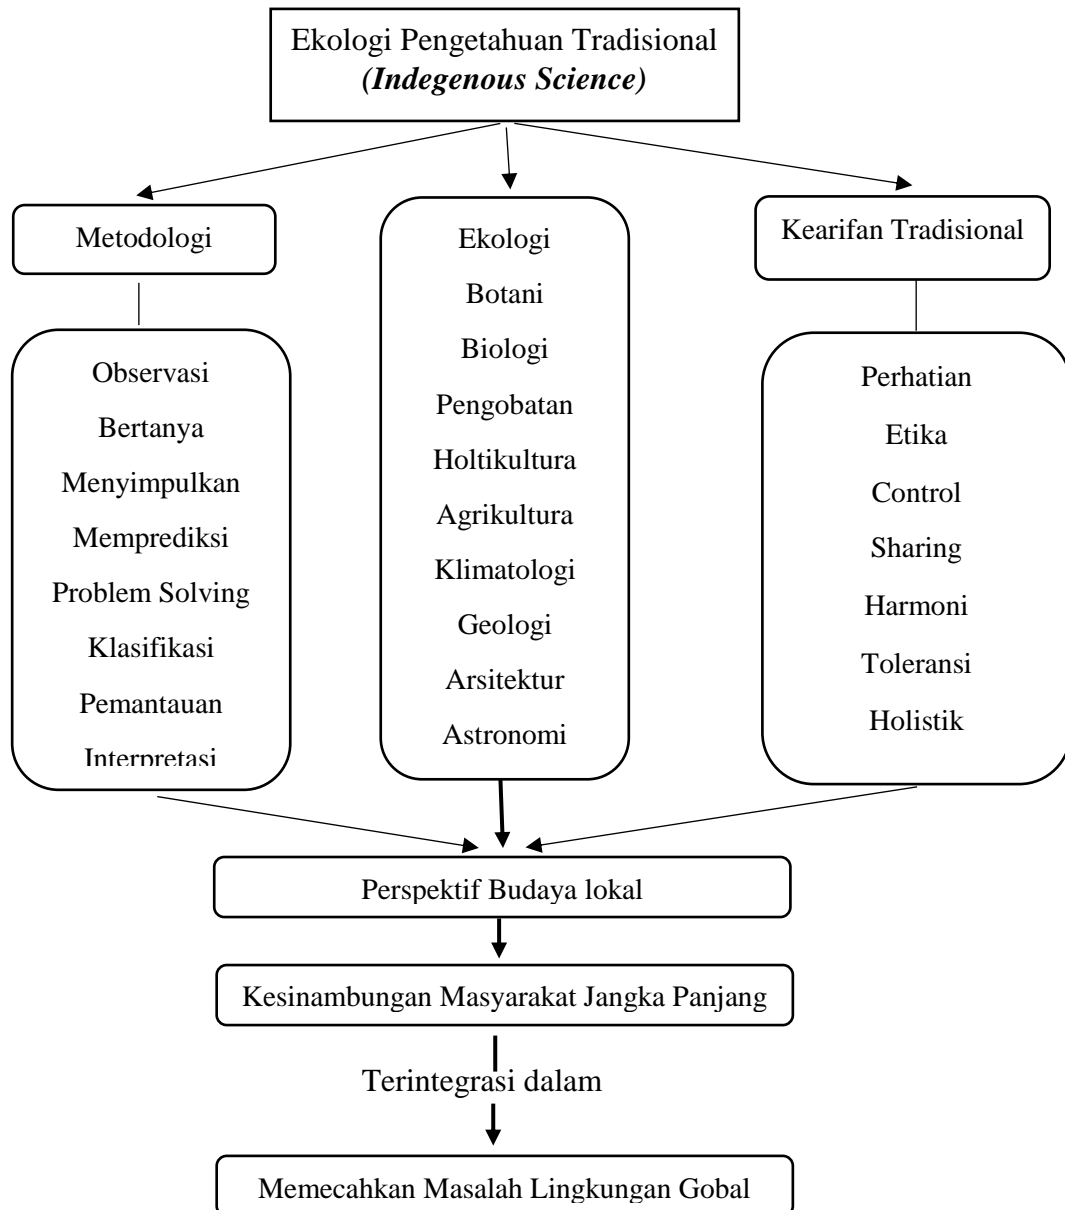 Ekologi Pengetahuan Tradisional
(Indegenous Science)
Metodologi
Observasi
Bertanya
Menyimpulkan
Memprediksi
Problem Solving
Klasifikasi
Pemantauan
Interpretasi
Ekologi
Botani
Biologi
Pengobatan
Holtikultura
Agrikultura
Klimatologi
Geologi
Arsitektur
Astronomi
Kearifan Tradisional
Perhatian
Etika
Control
Sharing
Harmoni
Toleransi
Holistik
Perspektif Budaya lokal
Kesinambungan Masyarakat Jangka Panjang
Terintegrasi dalam
Memecahkan Masalah Lingkungan Gobal